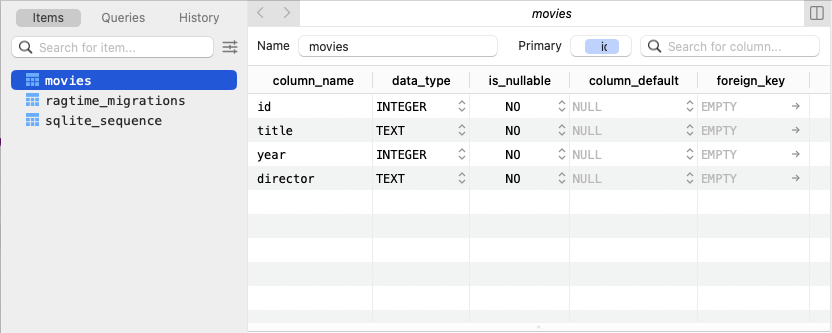 Items Queries History
movies
Search for item...
movies
ragtime_migrations
sqlite_sequence
Name movies Primary Search for column...
column_name data_type is_nullable column_default foreign_key
id INTEGER NO NULL EMPTY
title TEXT NO NULL EMPTY
year INTEGER NO NULL EMPTY
director TEXT NO NULL EMPTY